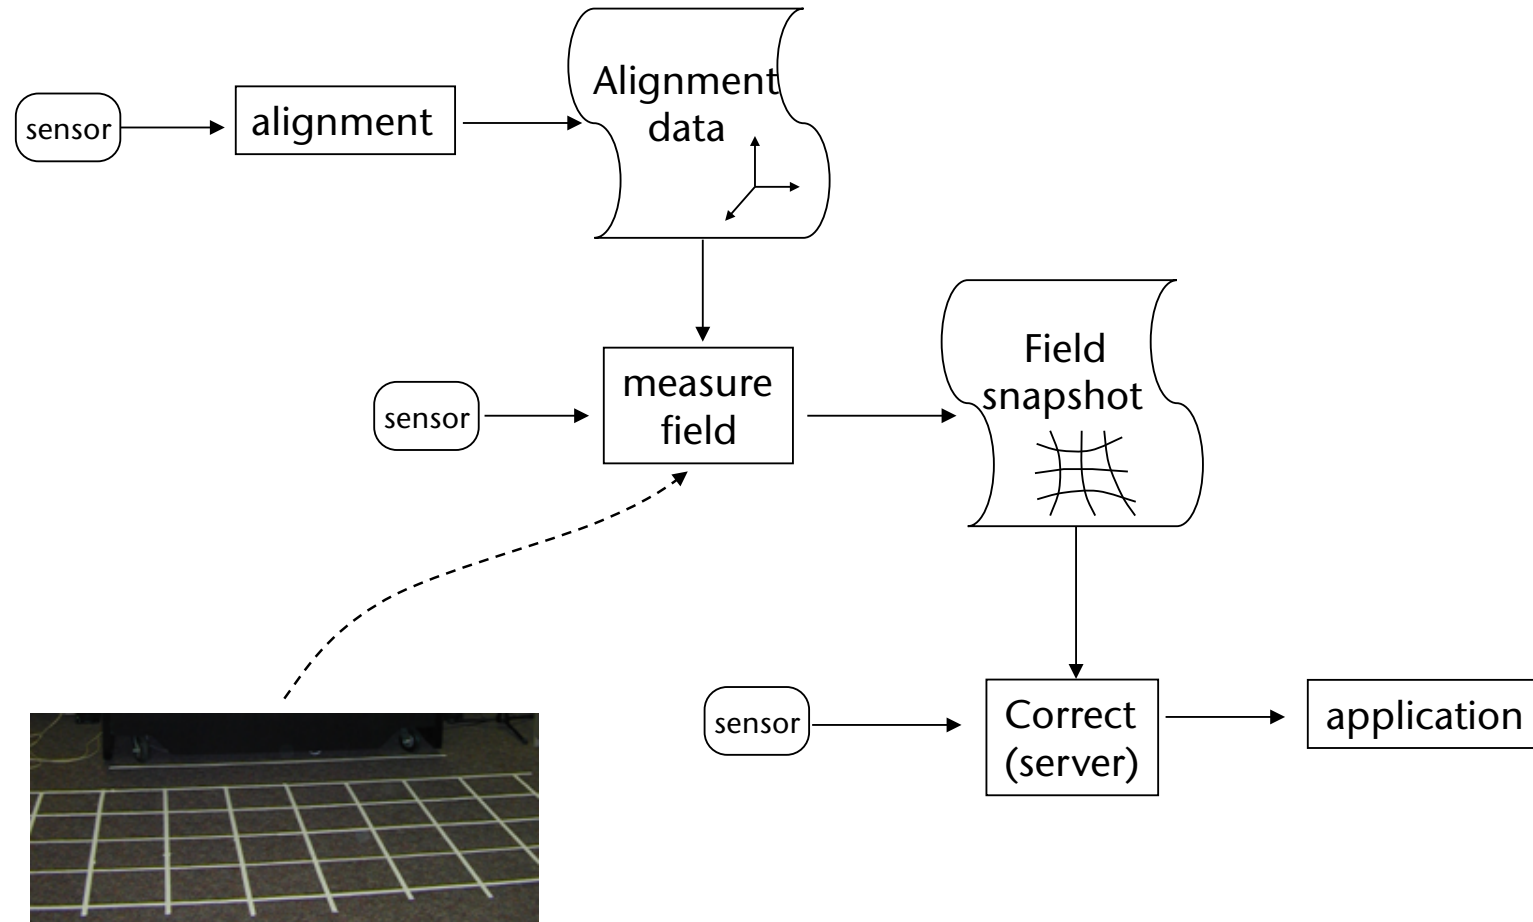 sensor
alignment
Alignment
data
sensor
measure
field
Field
snapshot
sensor
Correct
(server)
application